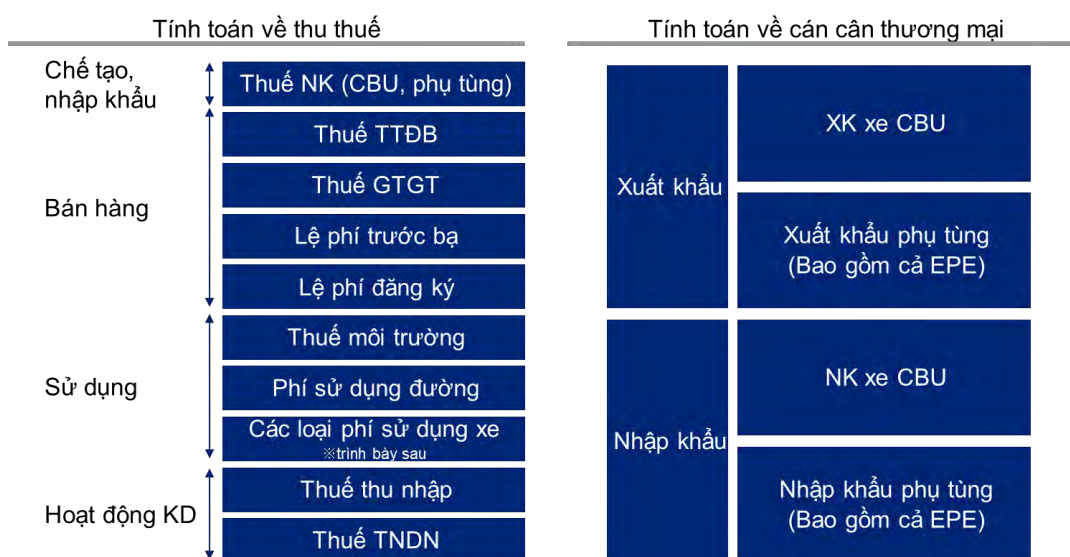 Tính toán về thu thuế
Chế tạo,
nhập khẩu
Thuế NK (CBU, phụ tùng)
Bán hàng
Thuế TTĐB
Thuế GTGT
Lệ phí trước bạ
Lệ phí đăng ký
Sử dụng
Thuế môi trường
Phí sử dụng đường
Các loại phí sử dụng xe
※trình bày sau
Hoạt động KD
Thuế thu nhập
Thuế TNDN
Tính toán về cán cân thương mại
Xuất khẩu
XK xe CBU
Xuất khẩu phụ tùng
(Bao gồm cả EPE)
Nhập khẩu
NK xe CBU
Nhập khẩu phụ tùng
(Bao gồm cả EPE)